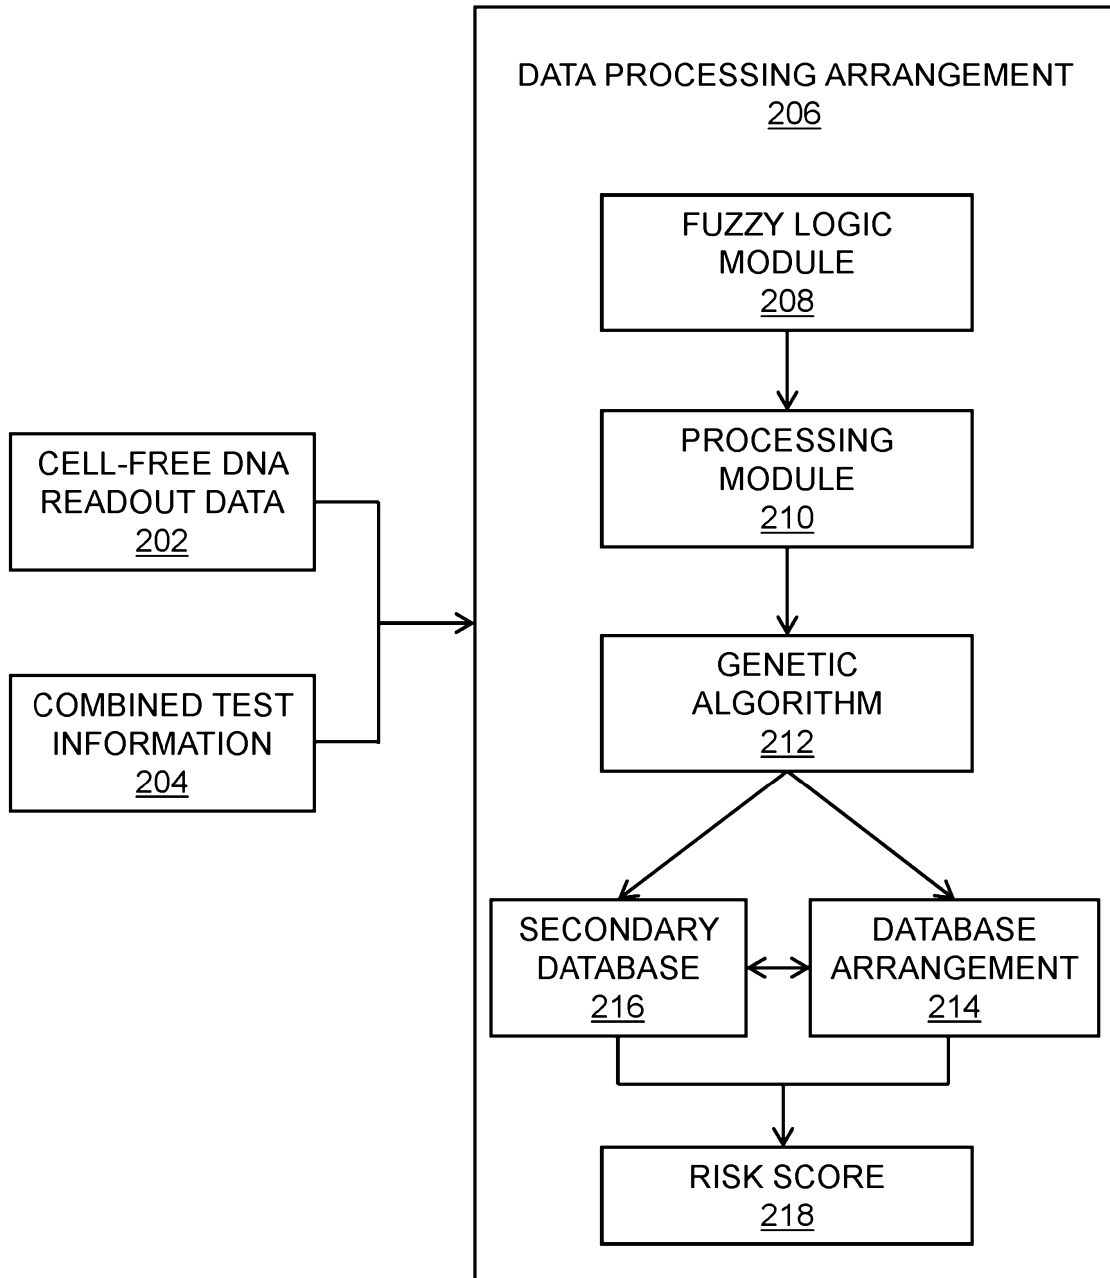 DATA PROCESSING ARRANGEMENT
206
FUZZY LOGIC
MODULE
208
PROCESSING
MODULE
210
CELL-FREE DNA
READOUT DATA
202
COMBINED TEST
INFORMATION
204
GENETIC
ALGORITHM
212
SECONDARY
DATABASE
216
DATABASE
ARRANGEMENT
214
RISK SCORE
218